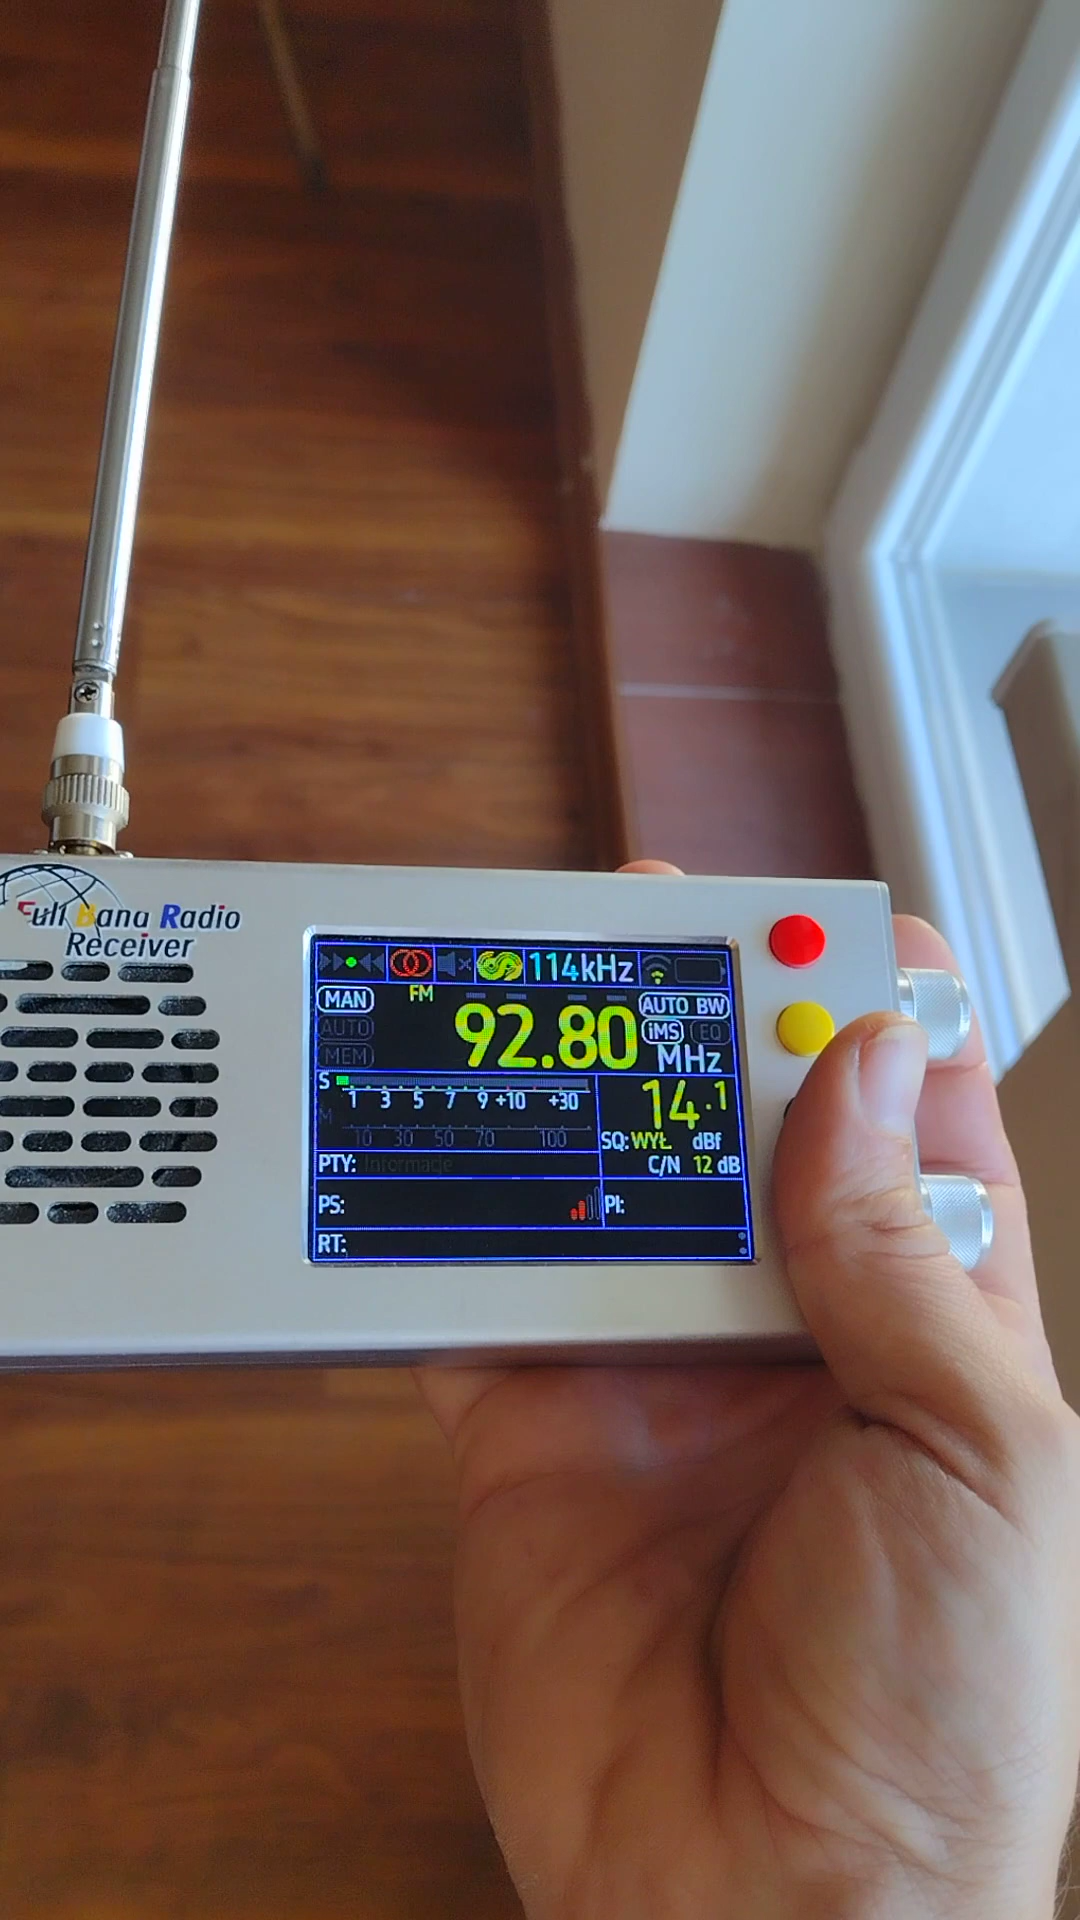 Full Band Radio
Receiver
114kHz
MAN
FM
AUTO BW
AUTO
92.80
iMS
EQ
MEM
MHz
S
1 3 5 7 9 +10 +30
14.1
M
10 30 50 70 100
SQ: WYŁ dBf
C/N 12 dB
PTY: Informacje
PS:
PI:
RT: